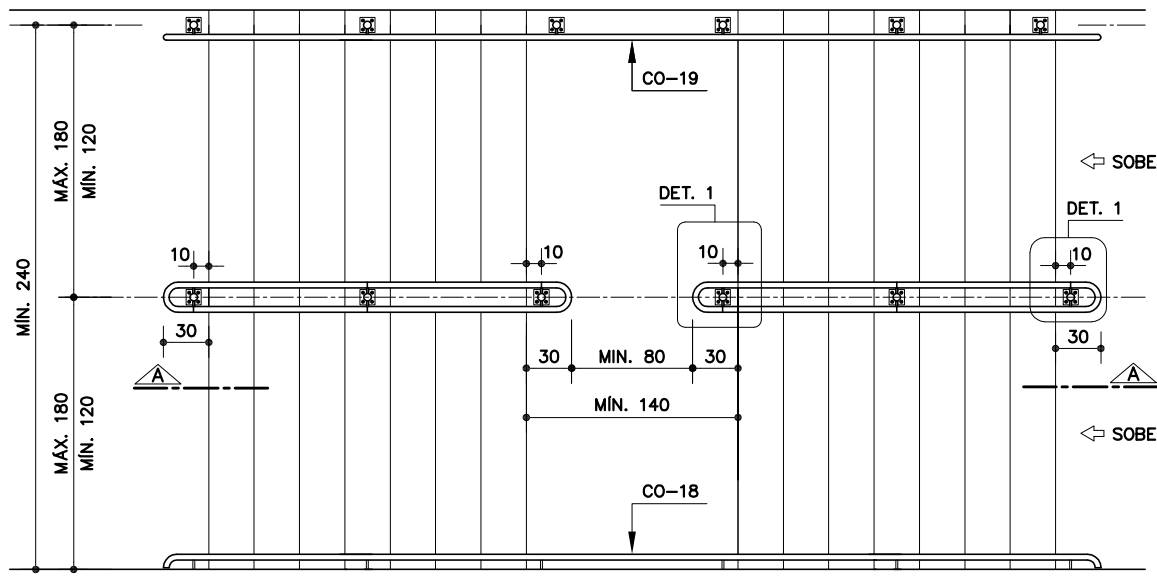 CO-19
MÁX. 180
MÍN. 120
SOBE
DET. 1
DET. 1
10
10
10
10
MÍN. 240
30
30
MIN. 80
30
30
A
A
MÍN. 140
MÁX. 180
MÍN. 120
SOBE
CO-18